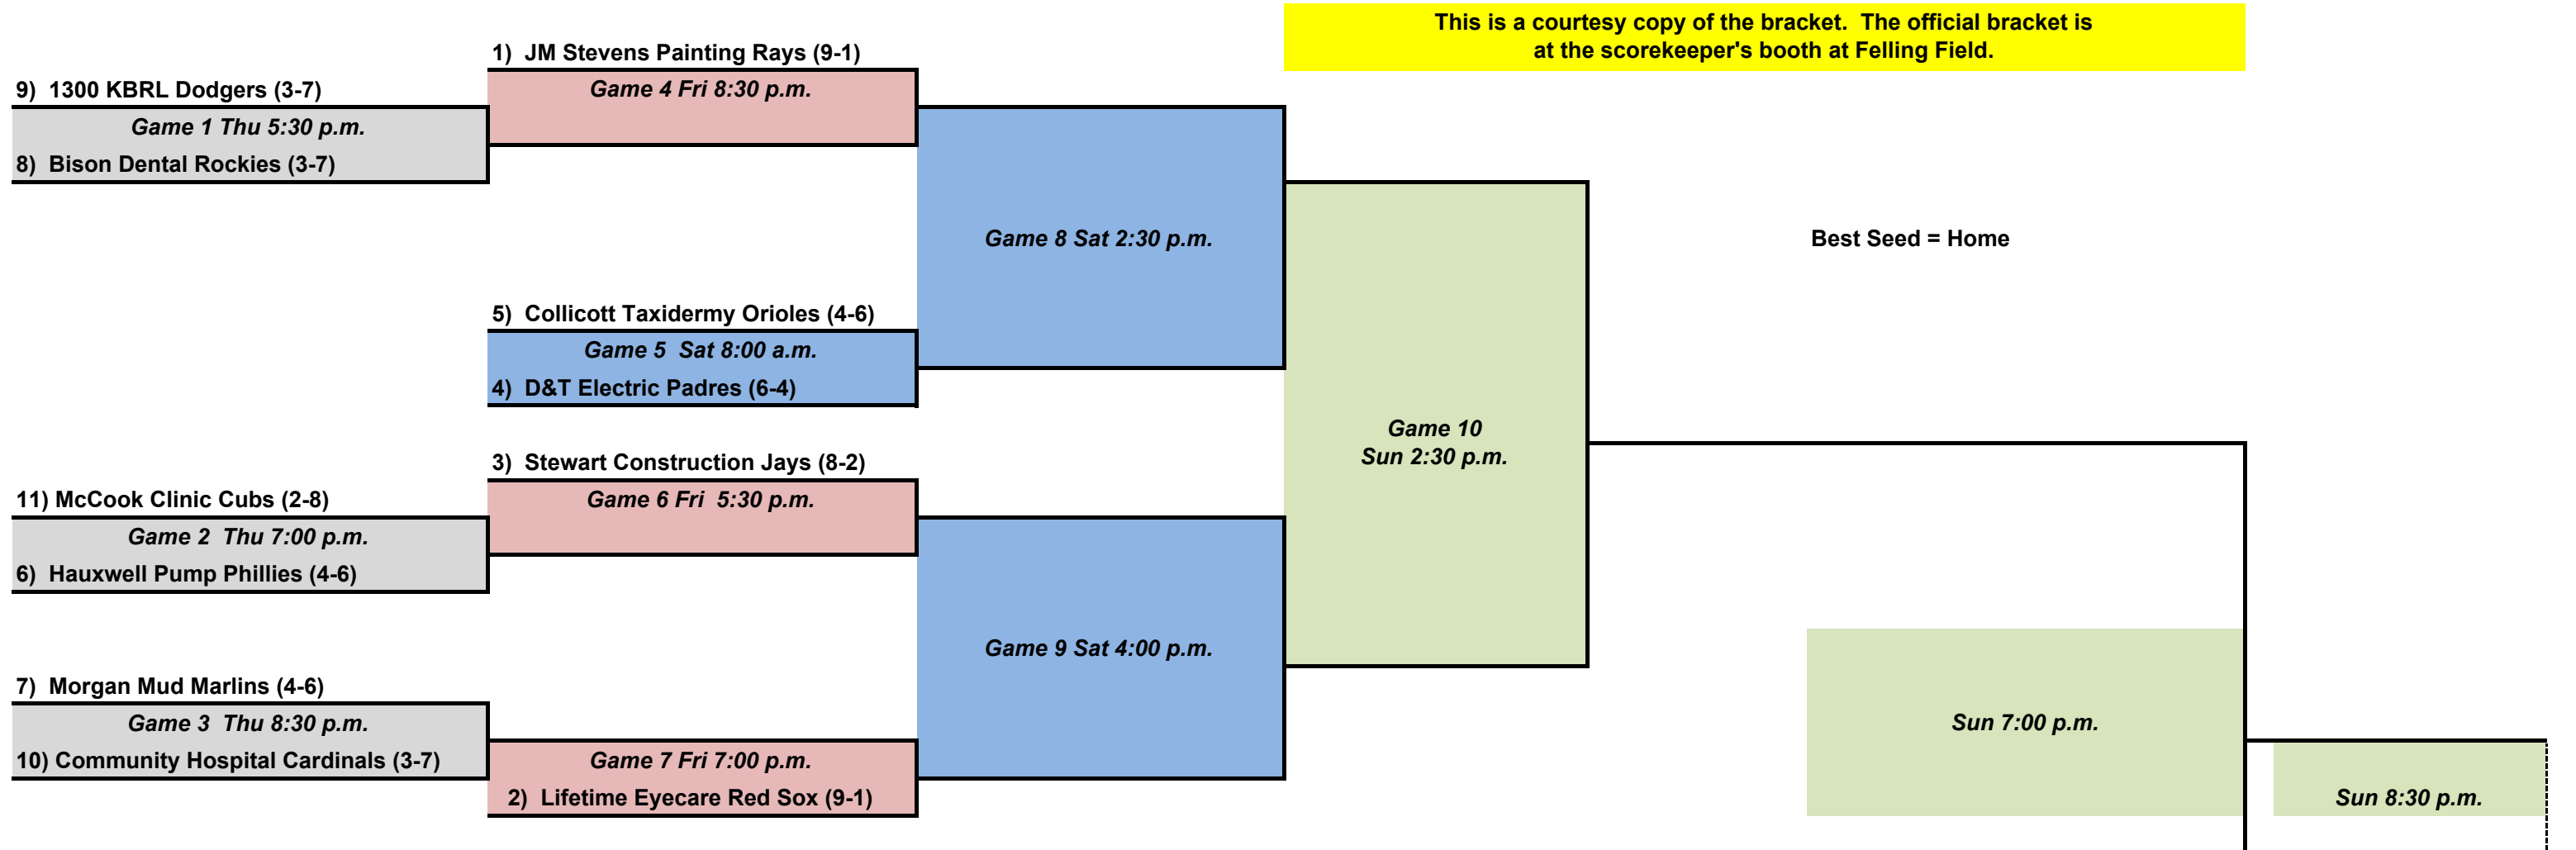 This is a courtesy copy of the bracket.  The official bracket is
at the scorekeeper's booth at Felling Field.
1)  JM Stevens Painting Rays (9-1)
9)  1300 KBRL Dodgers (3-7)
Game 4 Fri 8:30 p.m.
Game 1 Thu 5:30 p.m.
8)  Bison Dental Rockies (3-7)
Game 8 Sat 2:30 p.m.
Best Seed = Home
5)  Collicott Taxidermy Orioles (4-6)
Game 5  Sat 8:00 a.m.
4)  D&T Electric Padres (6-4)
Game 10
Sun 2:30 p.m.
3)  Stewart Construction Jays (8-2)
11) McCook Clinic Cubs (2-8)
Game 6 Fri  5:30 p.m.
Game 2  Thu 7:00 p.m.
6)  Hauxwell Pump Phillies (4-6)
Game 9 Sat 4:00 p.m.
7)  Morgan Mud Marlins (4-6)
Game 3  Thu 8:30 p.m.
Sun 7:00 p.m.
10) Community Hospital Cardinals (3-7)
Game 7 Fri 7:00 p.m.
2)  Lifetime Eyecare Red Sox (9-1)
Sun 8:30 p.m.